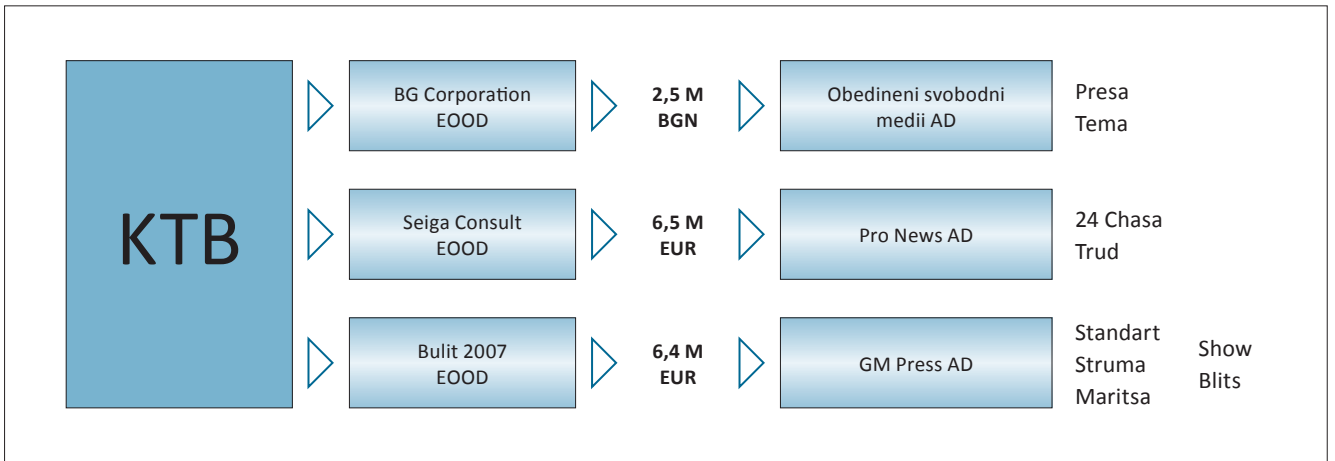 KTB
BG Corporation
EOOD
2,5 M
BGN
Obedineni svobodni
medii AD
Presa
Tema
Seiga Consult
EOOD
6,5 M
EUR
Pro News AD
24 Chasa
Trud
Bulit 2007
EOOD
6,4 M
EUR
GM Press AD
Standart
Struma
Maritsa
Show
Blits